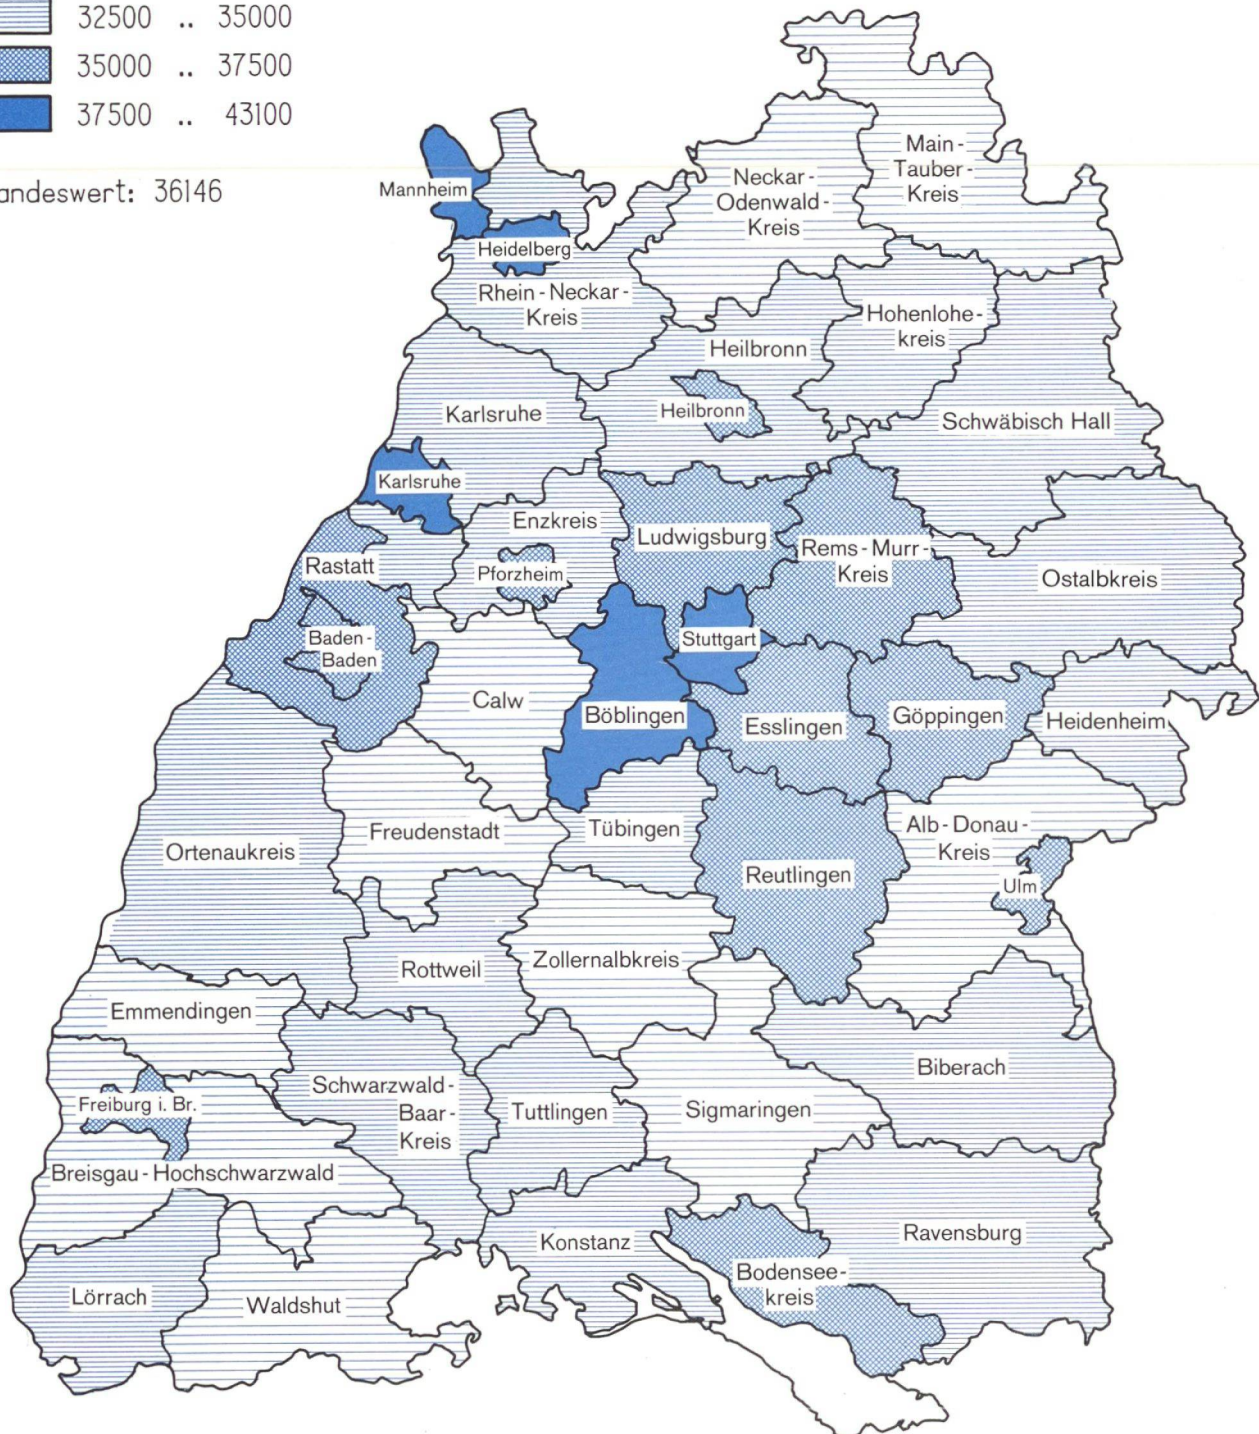 32500 .. 35000
35000 .. 37500
37500 .. 43100
andeswert: 36146
Main-
Tauber-
Kreis
Neckar-
Odenwald-
Kreis
Mannheim
Heidelberg
Rhein-Neckar-
Kreis
Hohenlohe-
kreis
Heilbronn
Heilbronn
Karlsruhe
Schwäbisch Hall
Karlsruhe
Enzkreis
Ludwigsburg
Rems-Murr-
Kreis
Rastatt
Pforzheim
Ostalbkreis
Baden-
Baden
Stuttgart
Calw
Böblingen
Esslingen
Göppingen
Heidenheim
Freudenstadt
Tübingen
Alb-Donau-
Kreis
Ortenaukreis
Reutlingen
Ulm
Rottweil
Zollernalbkreis
Emmendingen
Biberach
Schwarzwald-
Baar-
Kreis
Freiburg i. Br.
Tuttlingen
Sigmaringen
Breisgau-Hochschwarzwald
Konstanz
Ravensburg
Bodensee-
kreis
Lörrach
Waldshut